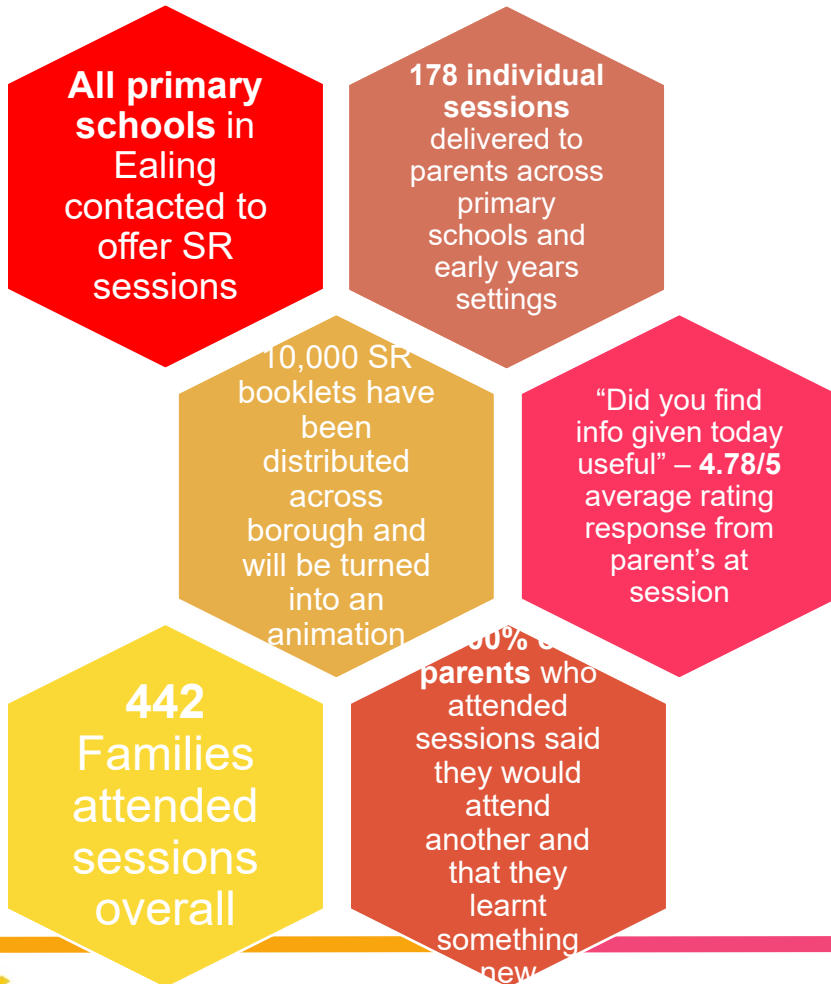 All primary
schools in
Ealing
contacted to
offer SR
sessions
178 individual
sessions
delivered to
parents across
primary
schools and
early years
settings
10,000 SR
booklets have
been
distributed
across
borough and
will be turned
into an
animation
“Did you find
info given today
useful” – 4.78/5
average rating
response from
parent’s at
session
442
Families
attended
sessions
overall
parents who
attended
sessions said
they would
attend
another and
that they
learnt
something
new